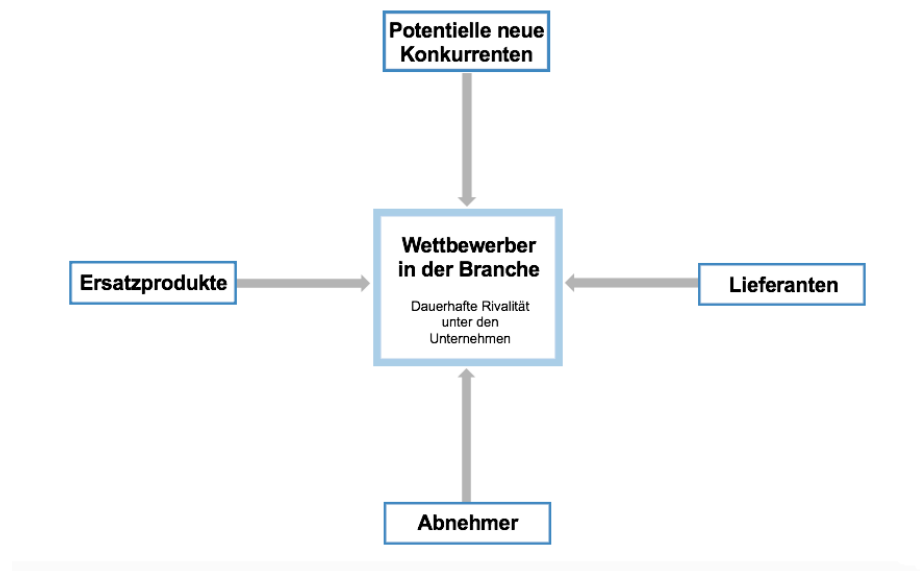 Potentielle neue
Konkurrenten
Wettbewerber
in der Branche
Dauerhafte Rivalität
unter den
Unternehmen
Ersatzprodukte
Lieferanten
Abnehmer